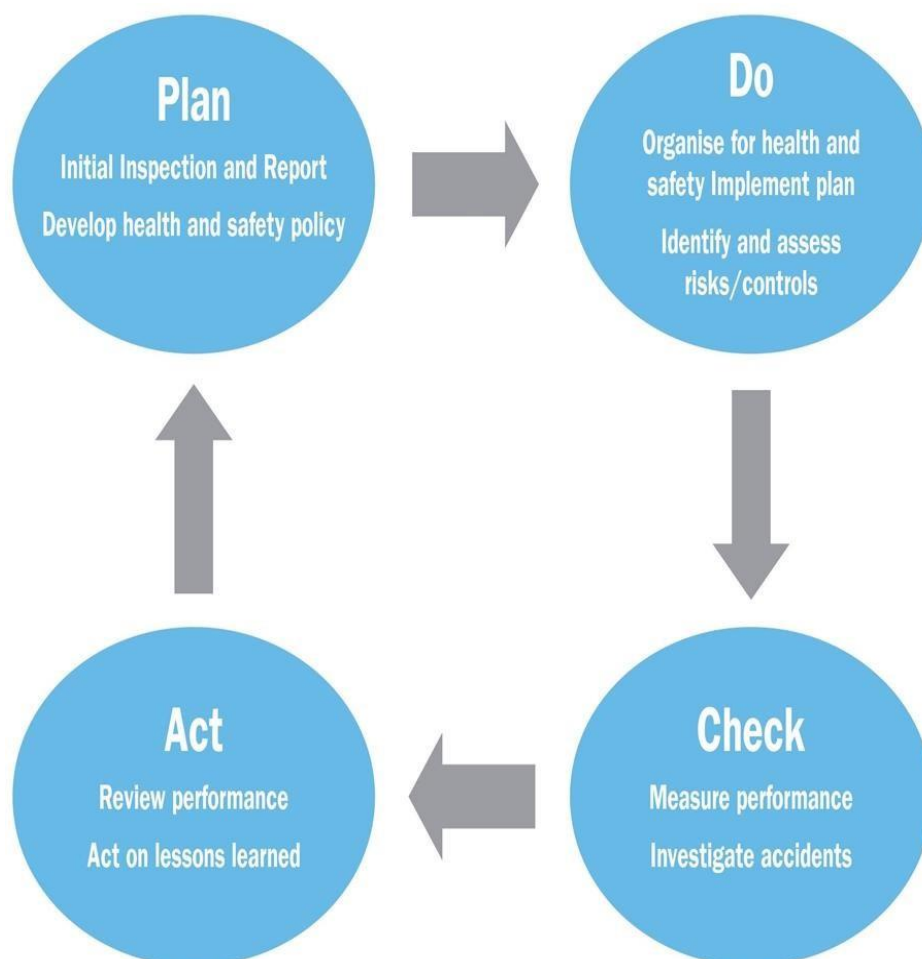 Plan
Initial Inspection and Report
Develop health and safety policy
Do
Organise for health and
safety Implement plan
Identify and assess
risks/controls
Act
Review performance
Act on lessons learned
Check
Measure performance
Investigate accidents